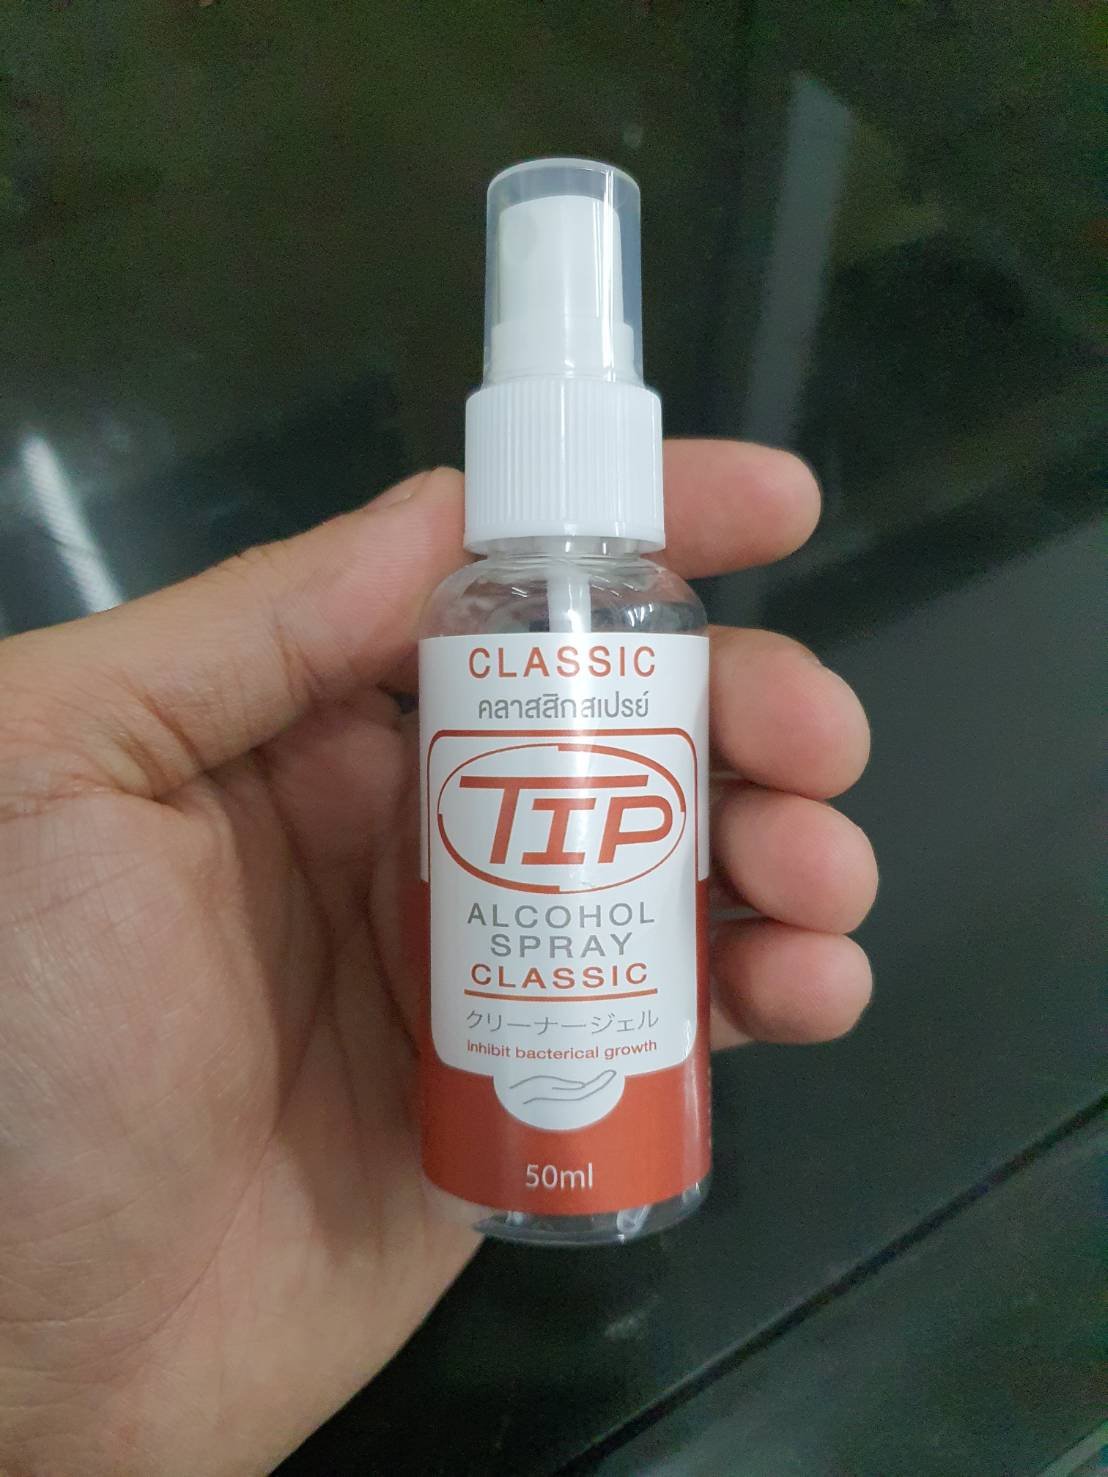 CLASSIC
คลาสสิกสเปรย์
TIP
ALCOHOL
SPRAY
CLASSIC
クリーナージェル
inhibit bacterical growth
50ml